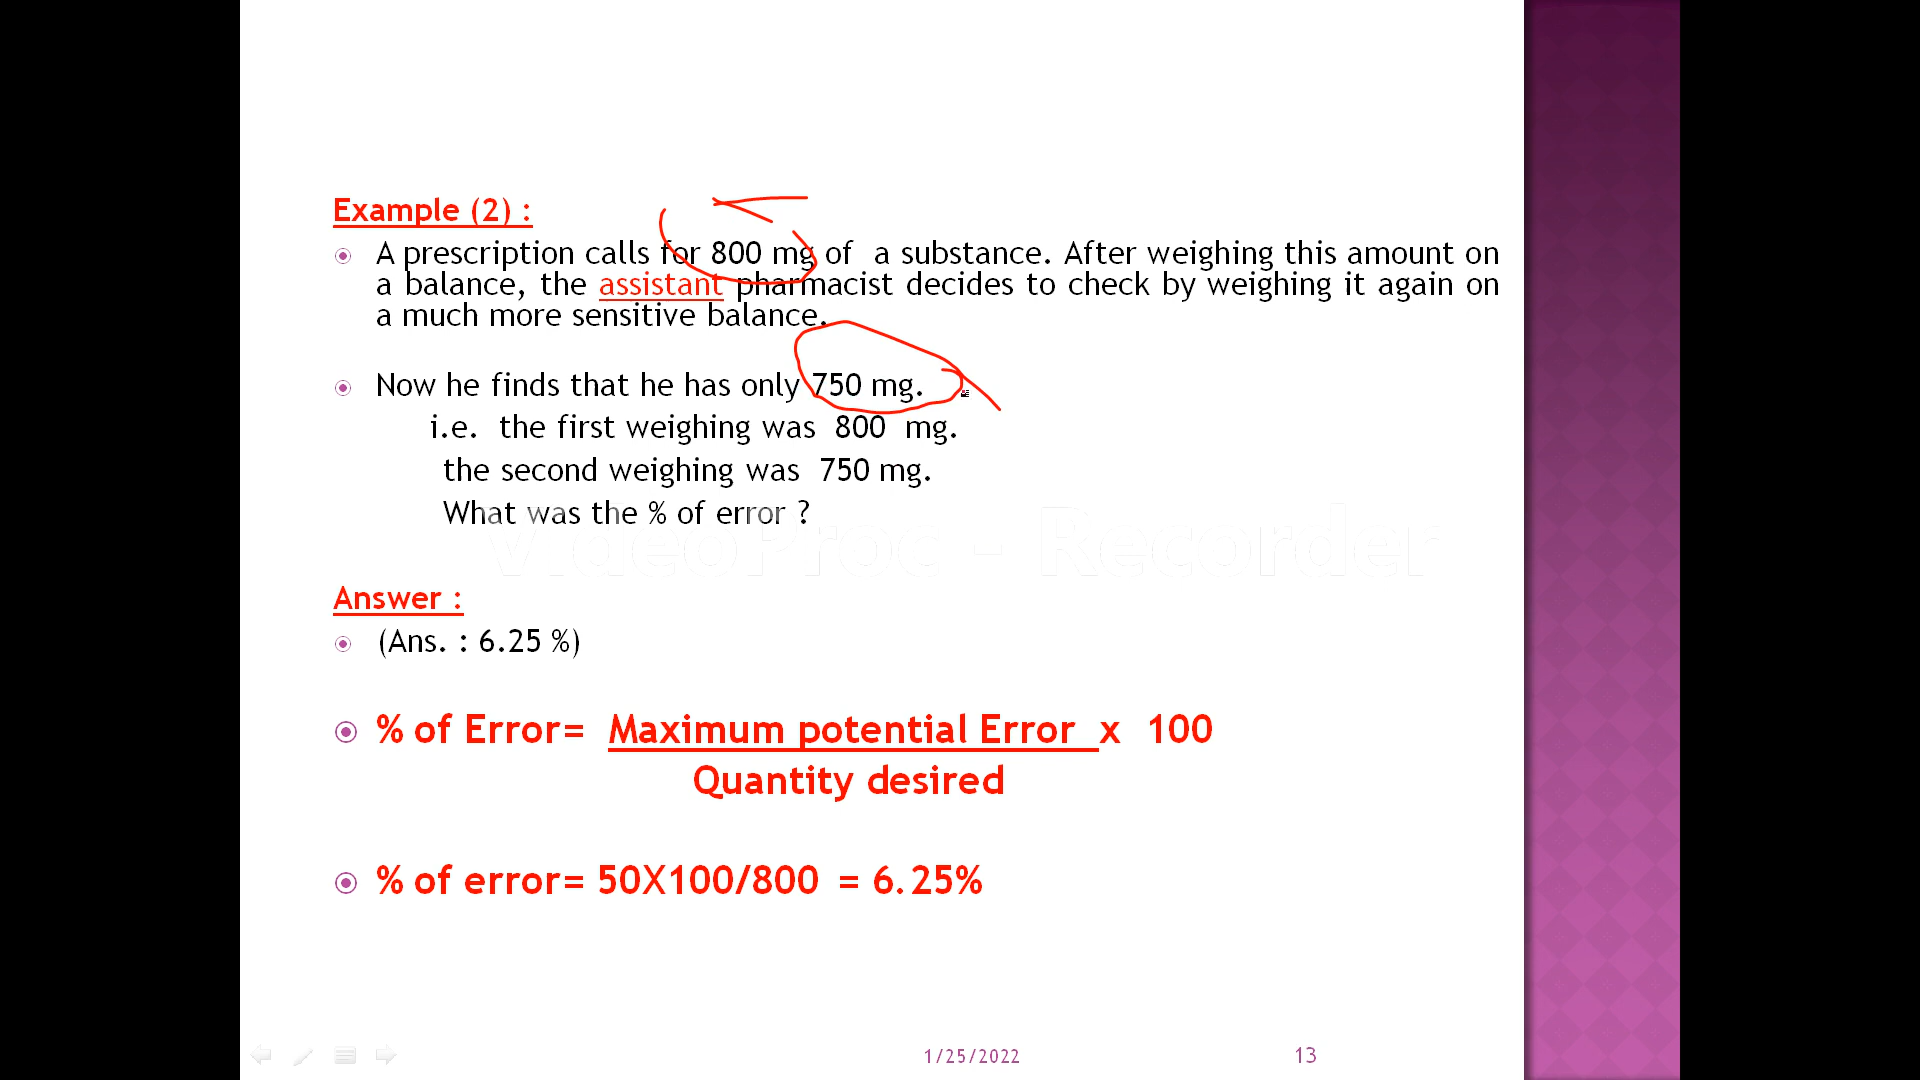 Example (2) :
A prescription calls for 800 mg of a substance. After weighing this amount on
a balance, the assistant pharmacist decides to check by weighing it again on
a much more sensitive balance.
Now he finds that he has only 750 mg.
i.e. the first weighing was 800 mg.
the second weighing was 750 mg.
What was the % of error ?
VideoProc - Recorder
Answer :
(Ans. : 6.25 %)
% of Error= Maximum potential Error x 100
Quantity desired
% of error= 50X100/800 = 6.25%
1/25/2022
13